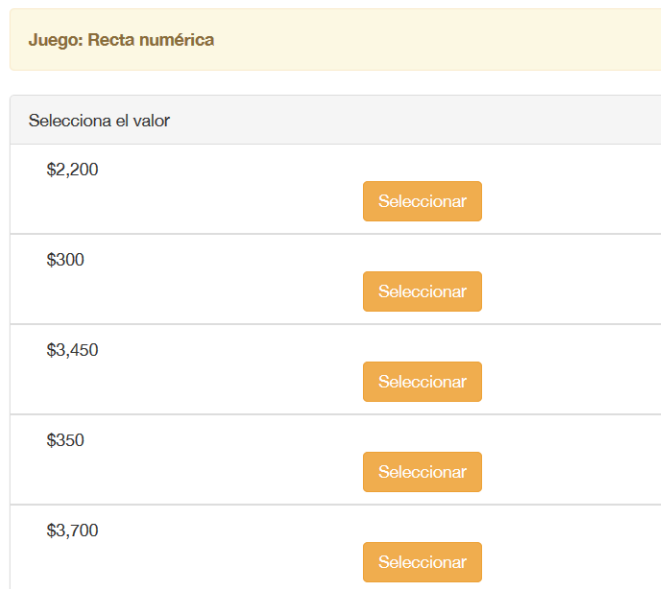 Juego: Recta numérica
Selecciona el valor
$2,200
Seleccionar
$300
Seleccionar
$3,450
Seleccionar
$350
Seleccionar
$3,700
Seleccionar